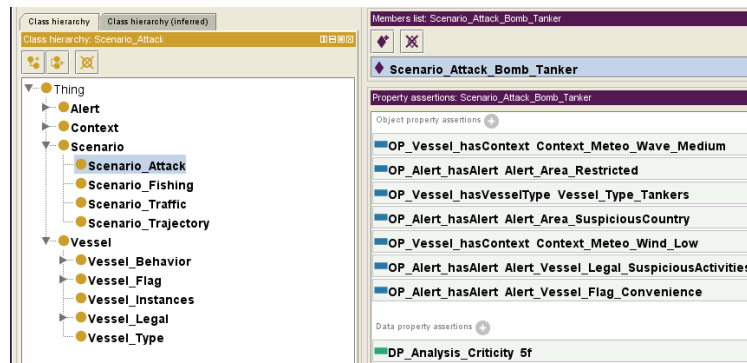 Class hierarchy
Class hierarchy (inferred)
Class hierarchy: Scenario_Attack
Thing
Alert
Context
Scenario
Scenario_Attack
Scenario_Fishing
Scenario_Traffic
Scenario_Trajectory
Vessel
Vessel_Behavior
Vessel_Flag
Vessel_Instances
Vessel_Legal
Vessel_Type
Members list: Scenario_Attack_Bomb_Tanker
Scenario_Attack_Bomb_Tanker
Property assertions: Scenario_Attack_Bomb_Tanker
Object property assertions
OP_Vessel_hasContext Context_Meteo_Wave_Medium
OP_Alert_hasAlert Alert_Area_Restricted
OP_Vessel_hasVesselType Vessel_Type_Tankers
OP_Alert_hasAlert Alert_Area_SuspiciousCountry
OP_Vessel_hasContext Context_Meteo_Wind_Low
OP_Alert_hasAlert Alert_Vessel_Legal_SuspiciousActivities
OP_Alert_hasAlert Alert_Vessel_Flag_Convenience
Data property assertions
DP_Analysis_Criticity 5f